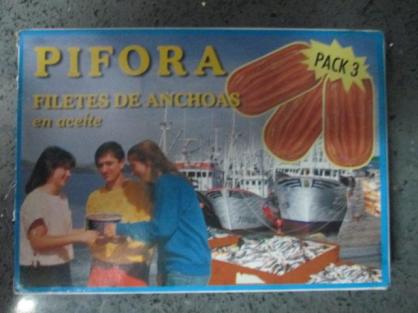 PIFORA
PACK 3
FILETES DE ANCHOAS
en aceite